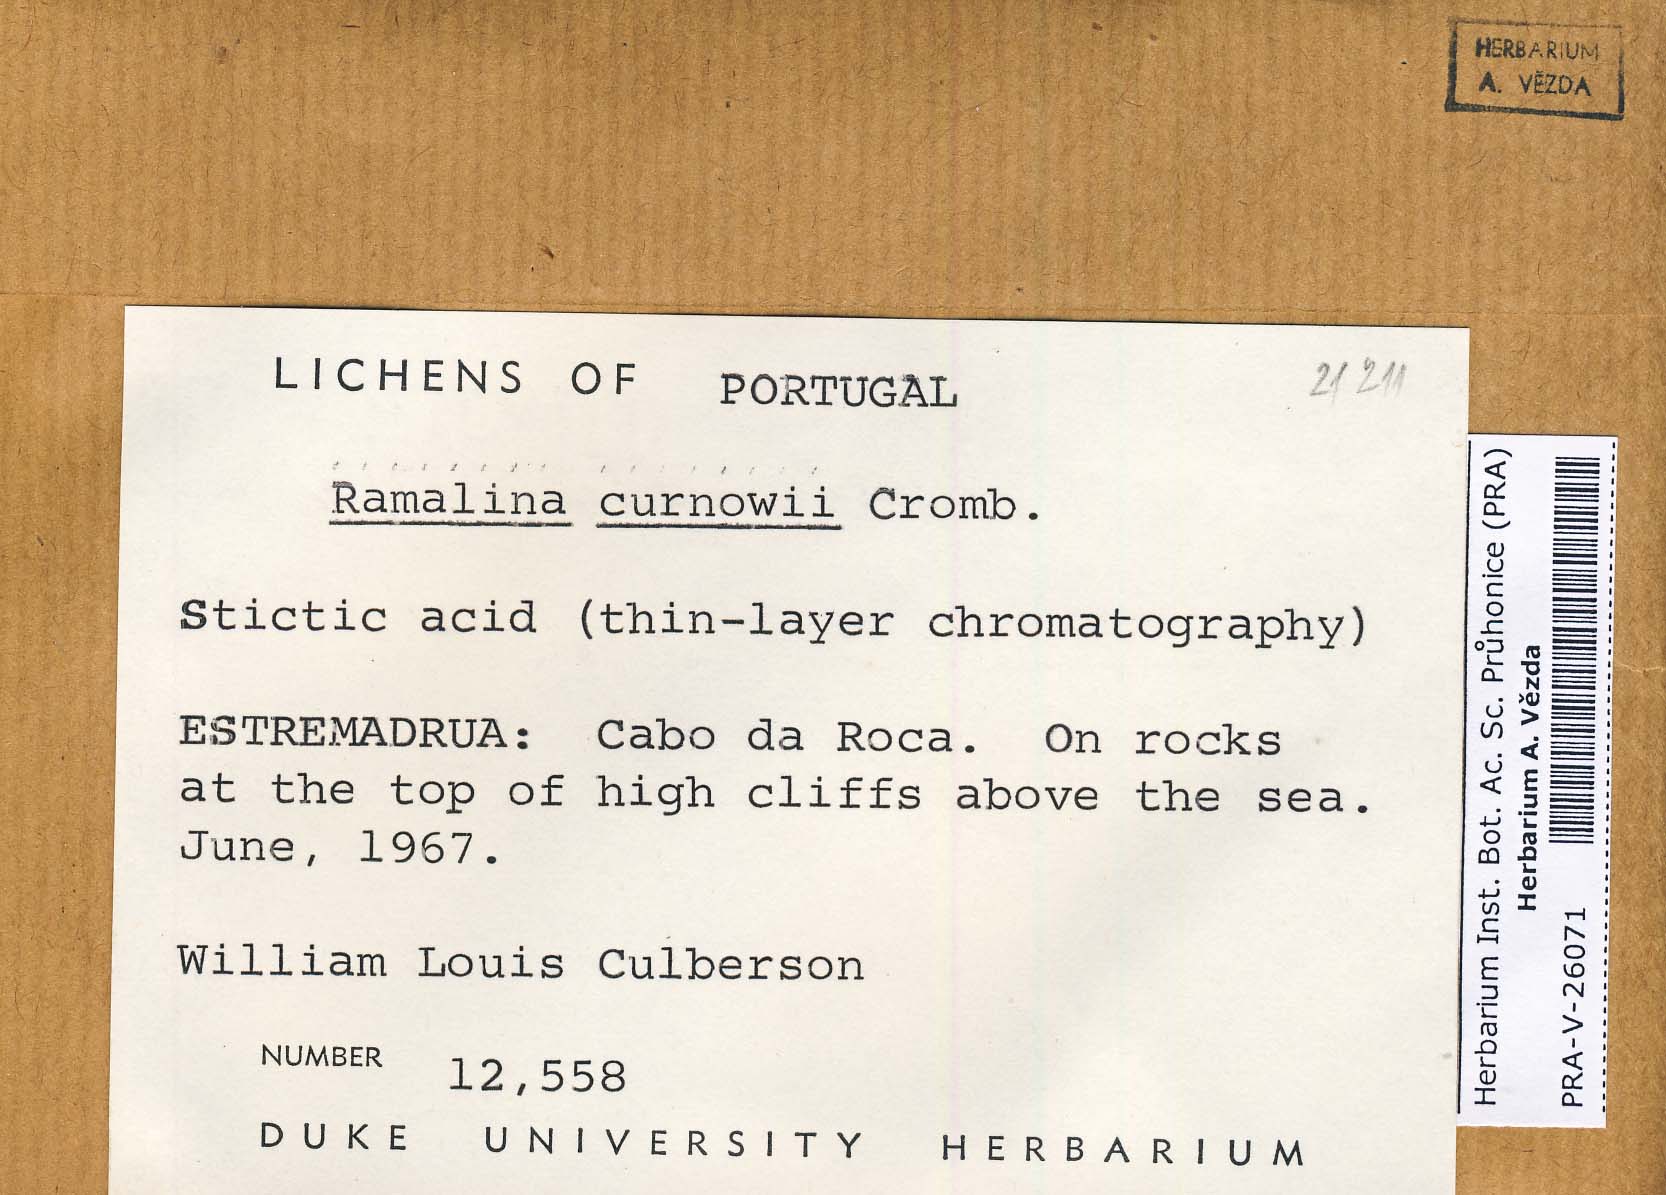 HERBARIUM
A. VĚZDA
LICHENS OF PORTUGAL
21 211
Ramalina curnowii Cromb.
Stictic acid (thin-layer chromatography)
ESTREMADRUA: Cabo da Roca. On rocks
at the top of high cliffs above the sea.
June, 1967.
William Louis Culberson
NUMBER 12,558
DUKE UNIVERSITY HERBARIUM
Herbarium Inst. Bot. Ac. Sc. Průhonice (PRA)
Herbarium A. Vězda
PRA-V-26071